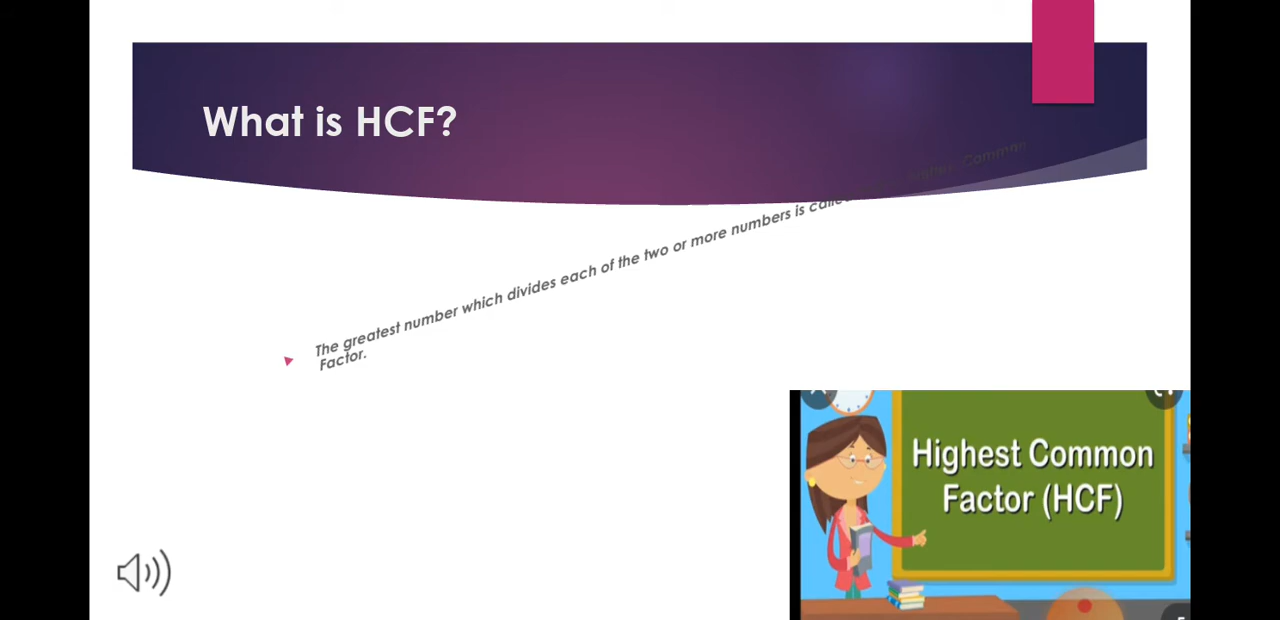 What is HCF?
The greatest number which divides each of the two or more numbers is called Common
Factor.
Highest Common
Factor (HCF)